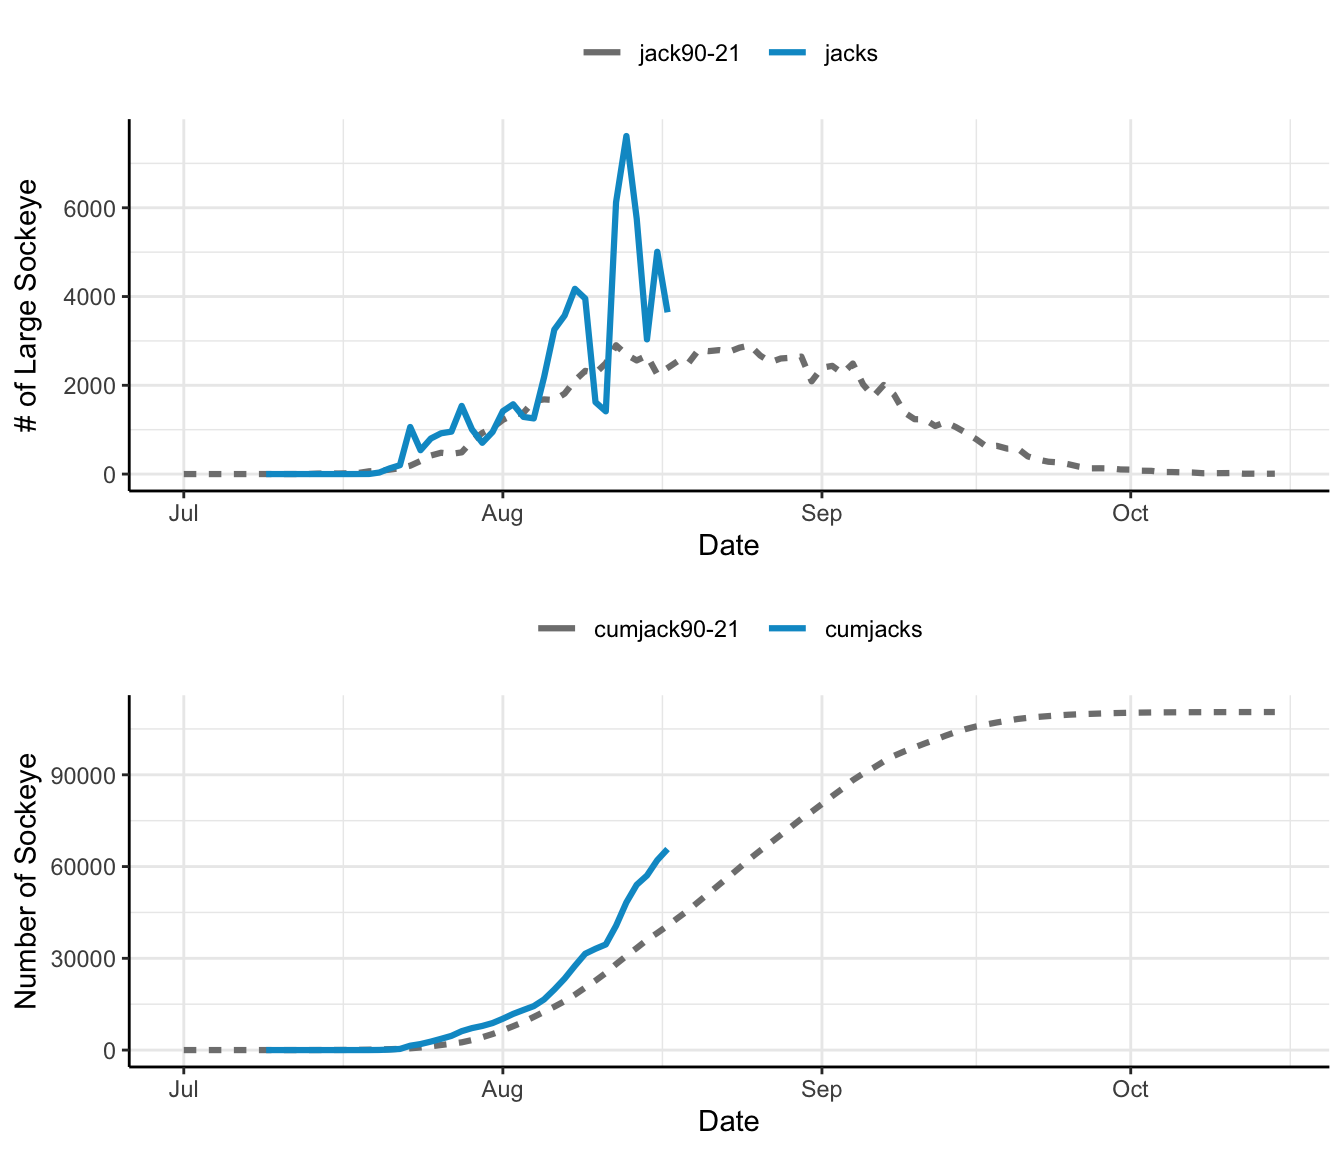 jack90-21 jacks
# of Large Sockeye
6000
4000
2000
0
Jul Aug Sep Oct
Date
cumjack90-21 cumjacks
Number of Sockeye
90000
60000
30000
0
Jul Aug Sep Oct
Date